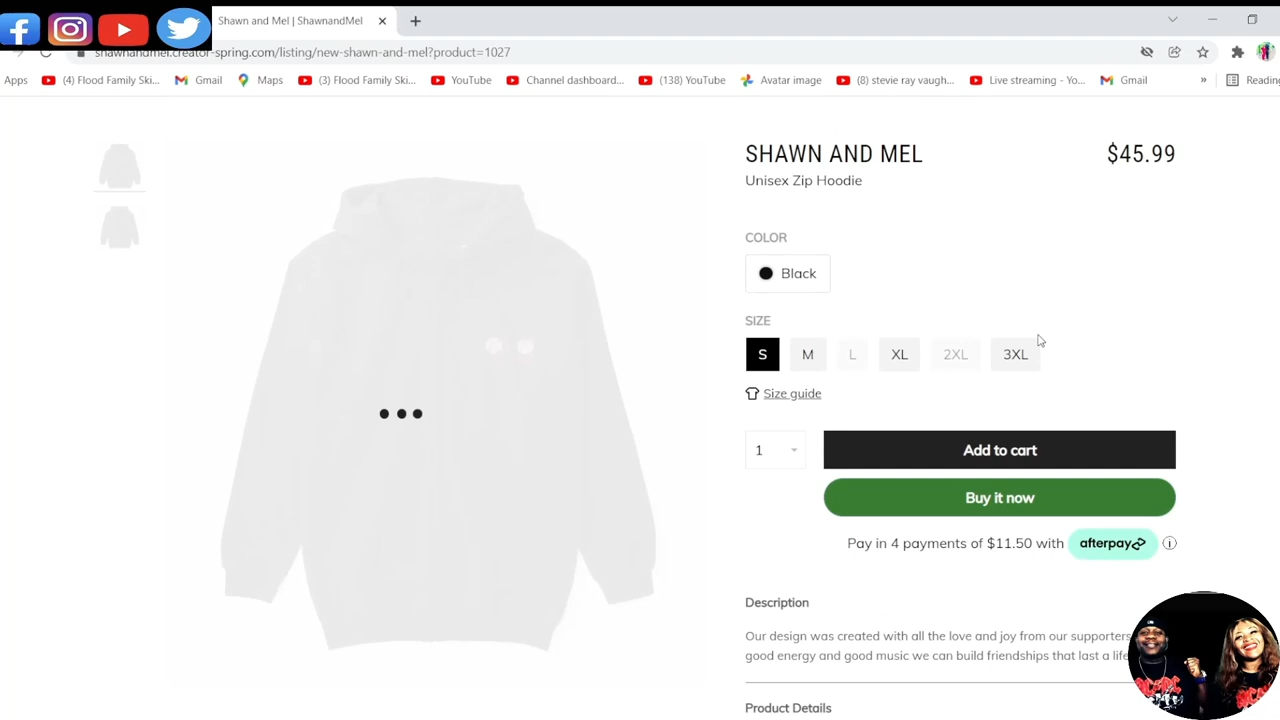 Shawn and Mel | ShawnandMel
shawnandmel.creator-spring.com/listing/new-shawn-and-mel?product=1027
Apps (4) Flood Family Ski... Gmail Maps (3) Flood Family Ski... YouTube Channel dashboard... (138) YouTube Avatar image (8) stevie ray vaugh... Live streaming - Yo... Gmail » Reading
SHAWN AND MEL $45.99
Unisex Zip Hoodie
COLOR
Black
SIZE
S M L XL 2XL 3XL
Size guide
1 Add to cart
Buy it now
Pay in 4 payments of $11.50 with afterpay
Description
Our design was created with all the love and joy from our supporters
good energy and good music we can build friendships that last a life
Product Details